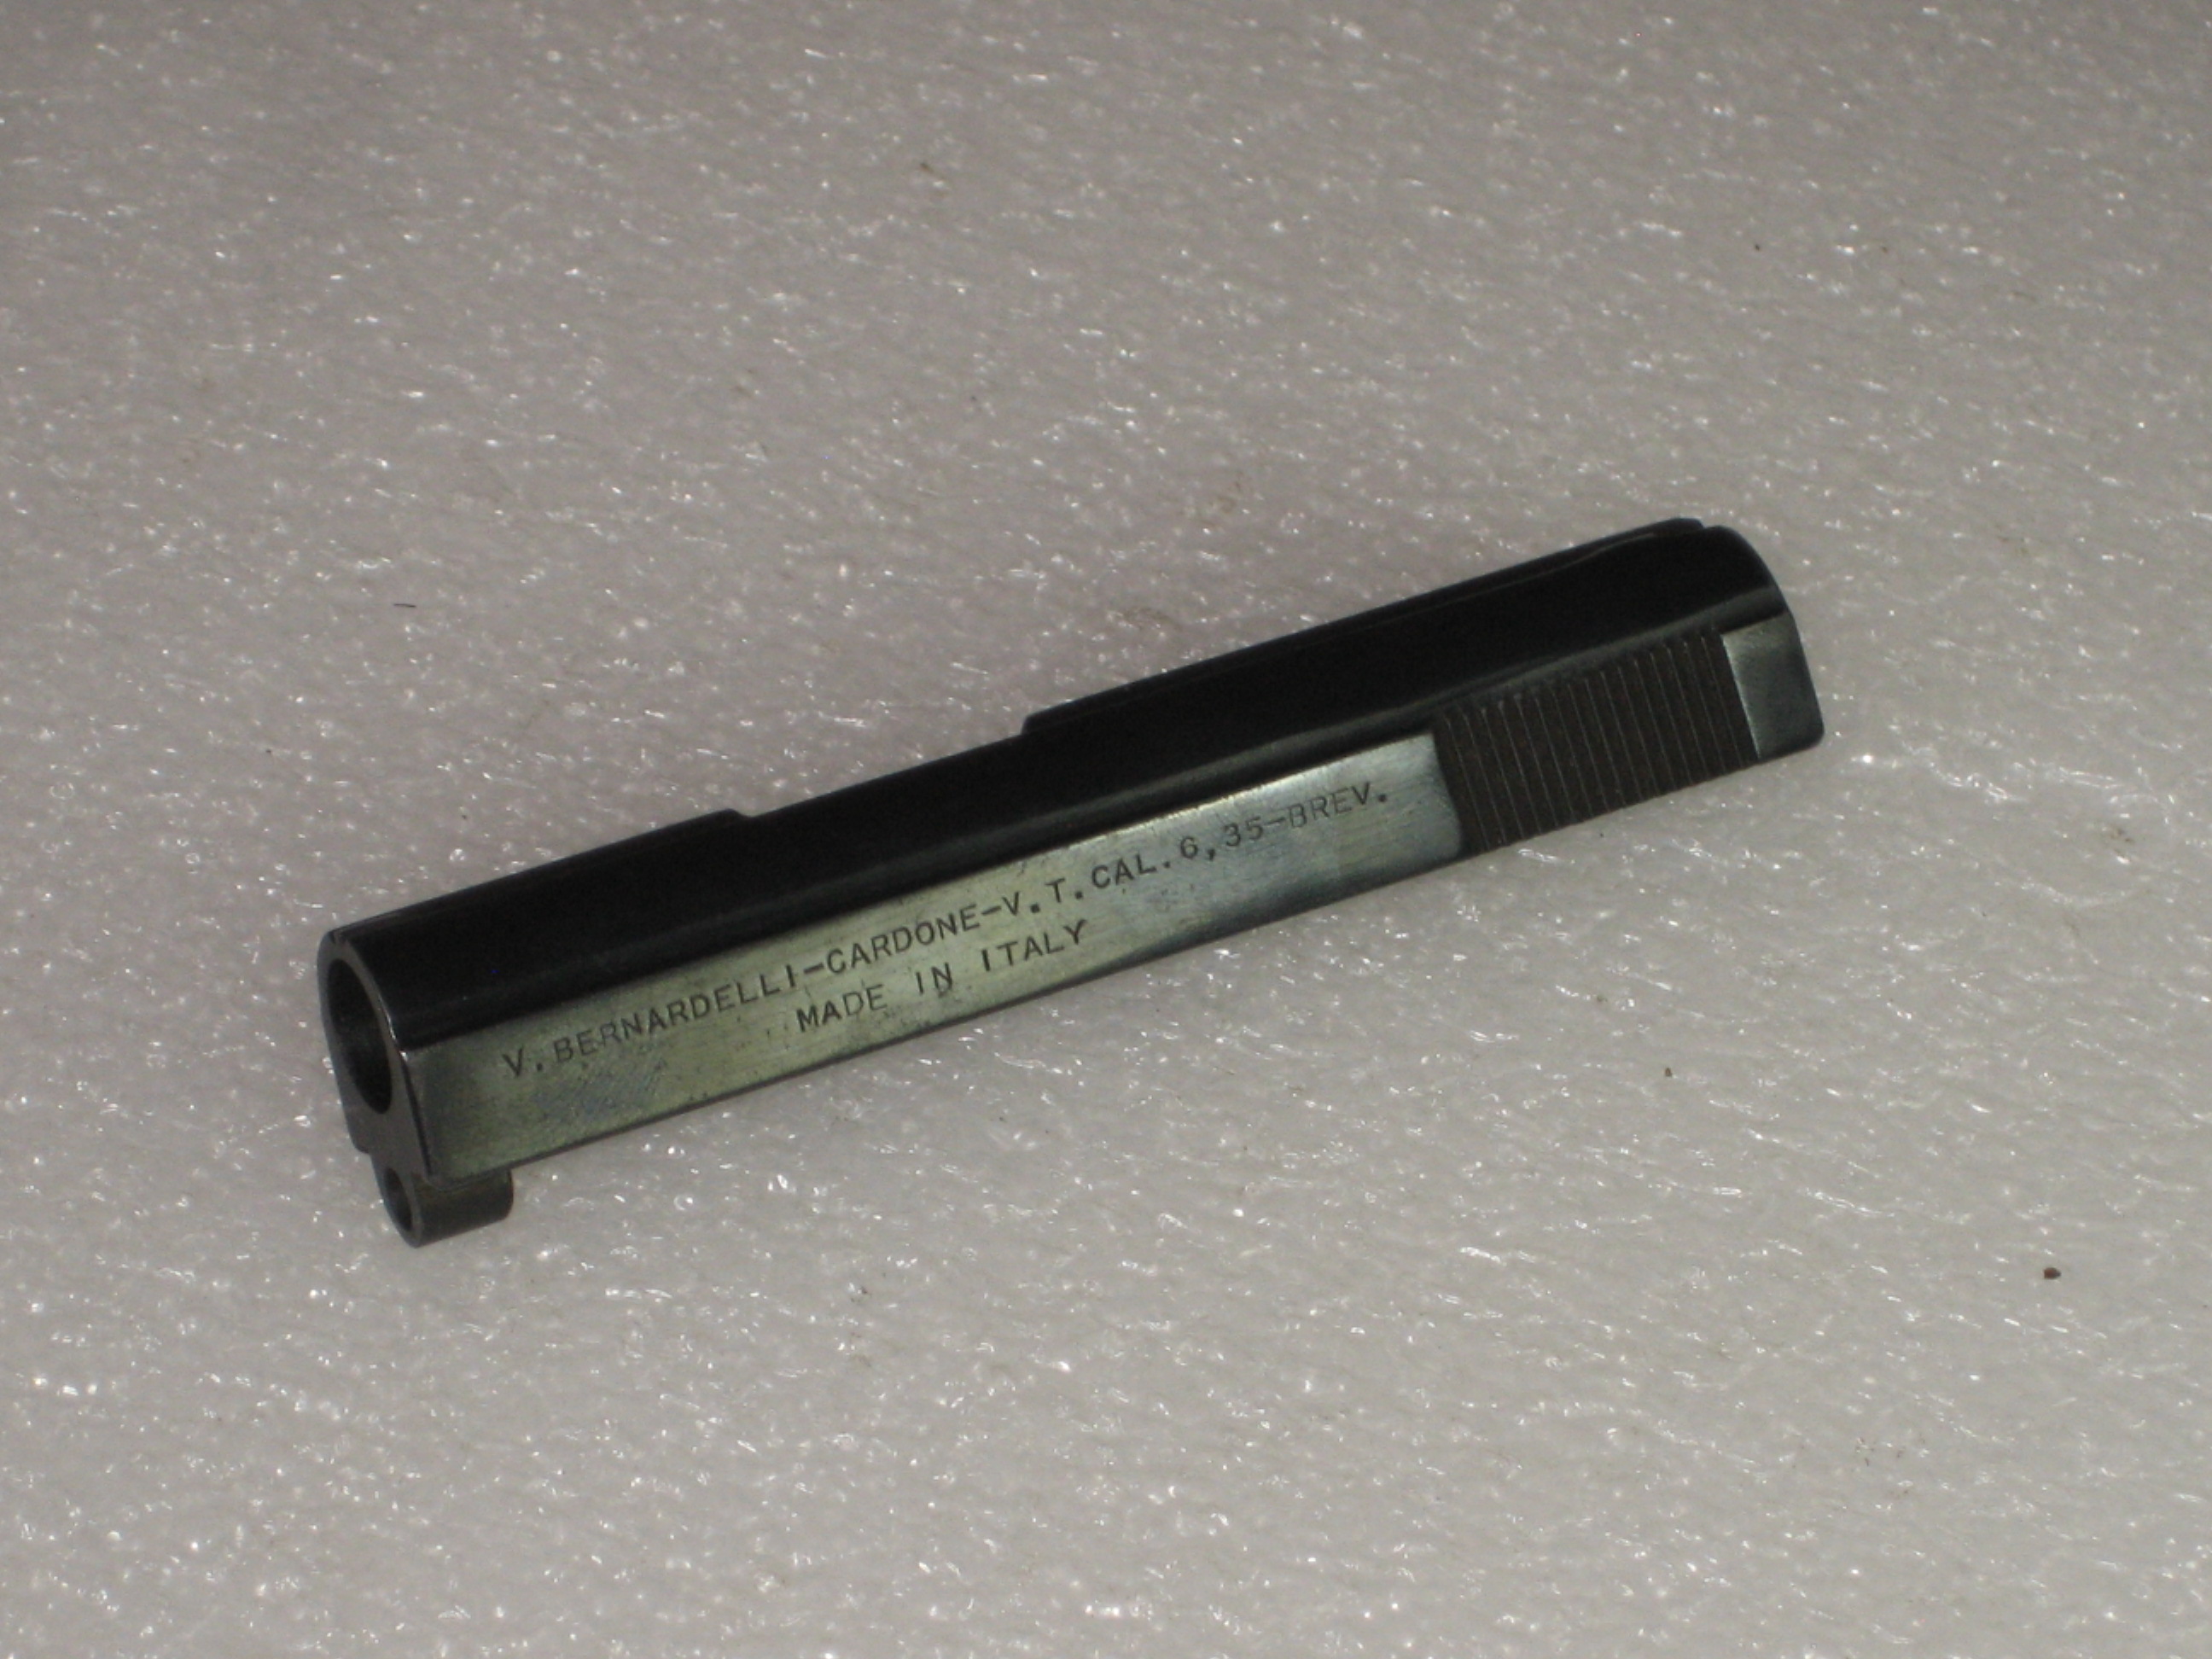 V.BERNARDELLI-CARDONE-V.T.CAL.6,35-BREV.
MADE IN ITALY